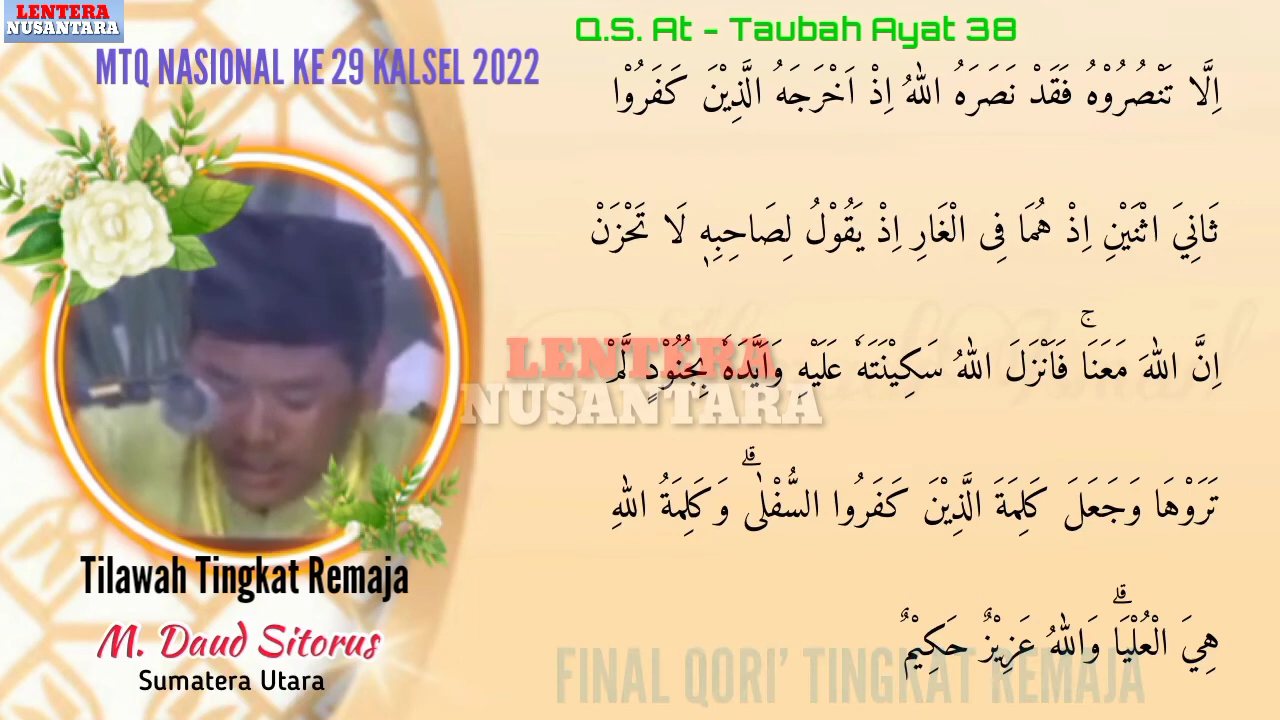 LENTERA
NUSANTARA
MTQ NASIONAL KE 29 KALSEL 2022
Q.S. At - Taubah Ayat 38
اِلَّا تَنْصُرُوْهُ فَقَدْ نَصَرَهُ اللّٰهُ اِذْ اَخْرَجَهُ الَّذِيْنَ كَفَرُوْا
ثَانِيَ اثْنَيْنِ اِذْ هُمَا فِى الْغَارِ اِذْ يَقُوْلُ لِصَاحِبِهٖ لَا تَحْزَنْ
اِنَّ اللّٰهَ مَعَنَاۚ فَاَنْزَلَ اللّٰهُ سَكِيْنَتَهٗ عَلَيْهِ وَاَيَّدَهٗ بِجُنُوْدٍ لَّمْ
LENTERA
NUSANTARA
تَرَوْهَا وَجَعَلَ كَلِمَةَ الَّذِيْنَ كَفَرُوا السُّفْلٰىۗ وَكَلِمَةُ اللّٰهِ
هِيَ الْعُلْيَاۗ وَاللّٰهُ عَزِيْزٌ حَكِيْمٌ
Tilawah Tingkat Remaja
M. Daud Sitorus
Sumatera Utara
FINAL QORI' TINGKAT REMAJA